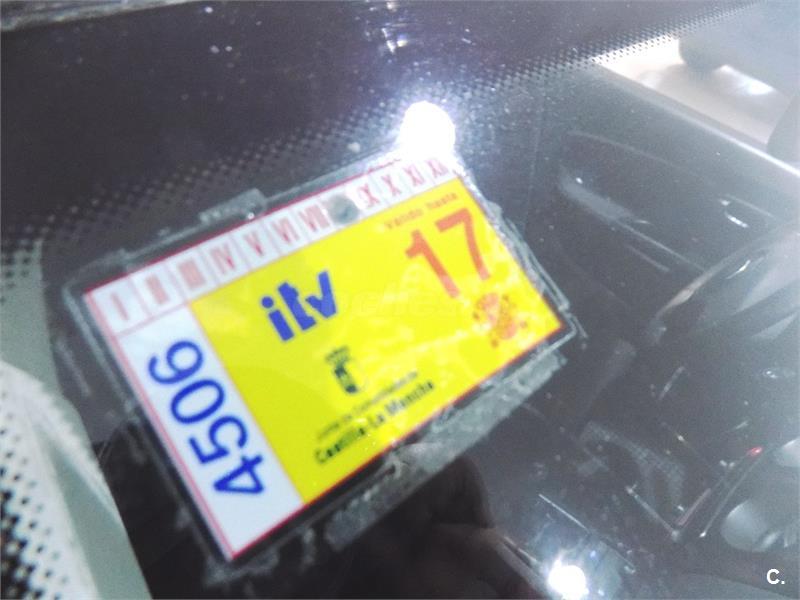 I II III IV V VI VII IX X XI XII
Válido hasta
17
itv
4506
Junta de Comunidades de
Castilla-La Mancha
C.